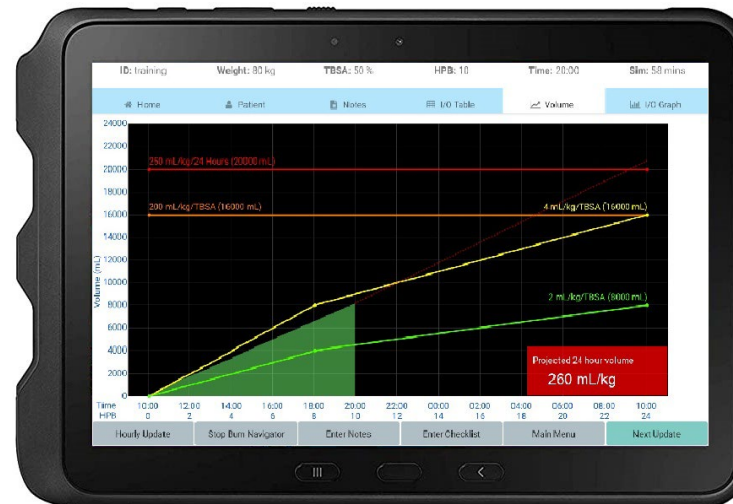 ID: training Weight: 80 kg TBSA: 50 % HPB: 10 Time: 20:00 Sim: 58 mins
Home Patient Notes I/O Table Volume I/O Graph
24000
22000
250 mL/kg/24 Hours (20000 mL)
20000
18000
200 mL/kg/TBSA (16000 mL) 4 mL/kg/TBSA (16000 mL)
16000
14000
12000
10000
2 mL/kg/TBSA (8000 mL)
8000
6000
4000
2000
0
Volume (mL)
Projected 24 hour volume
260 mL/kg
Time 10:00 12:00 14:00 16:00 18:00 20:00 22:00 00:00 02:00 04:00 06:00 08:00 10:00
HPB 0 2 4 6 8 10 12 14 16 18 20 22 24
Hourly Update Stop Burn Navigator Enter Notes Enter Checklist Main Menu Next Update